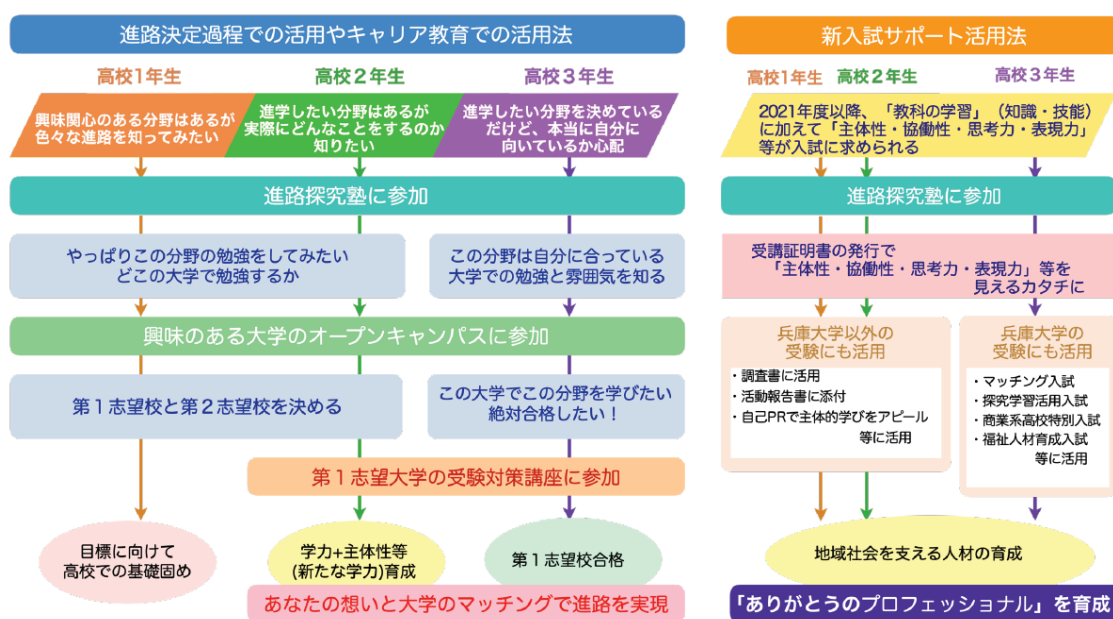 進路決定過程での活用やキャリア教育での活用法
高校1年生
高校２年生
高校３年生
興味関心のある分野はあるが
色々な進路を知ってみたい
進学したい分野はあるが
実際にどんなことをするのか
知りたい
進学したい分野を決めている
だけど、本当に自分に
向いているか心配
進路探究塾に参加
やっぱりこの分野の勉強をしてみたい
どこの大学で勉強するか
この分野は自分に合っている
大学での勉強と雰囲気を知る
興味のある大学のオープンキャンパスに参加
第１志望校と第２志望校を決める
この大学でこの分野を学びたい
絶対合格したい！
第１志望大学の受験対策講座に参加
目標に向けて
高校での基礎固め
学力+主体性等
(新たな学力)育成
第１志望校合格
あなたの想いと大学のマッチングで進路を実現
新入試サポート活用法
高校1年生
高校２年生
高校３年生
2021年度以降、「教科の学習」（知識・技能）
に加えて「主体性・協働性・思考力・表現力」
等が入試に求められる
進路探究塾に参加
受講証明書の発行で
「主体性・協働性・思考力・表現力」等を
見えるカタチに
兵庫大学以外の
受験にも活用
・調査書に活用
・活動報告書に添付
・自己PRで主体的学びをアピール
等に活用
兵庫大学の
受験にも活用
・マッチング入試
・探究学習活用入試
・商業系高校特別入試
・福祉人材育成入試
等に活用
地域社会を支える人材の育成
「ありがとうのプロフェッショナル」を育成